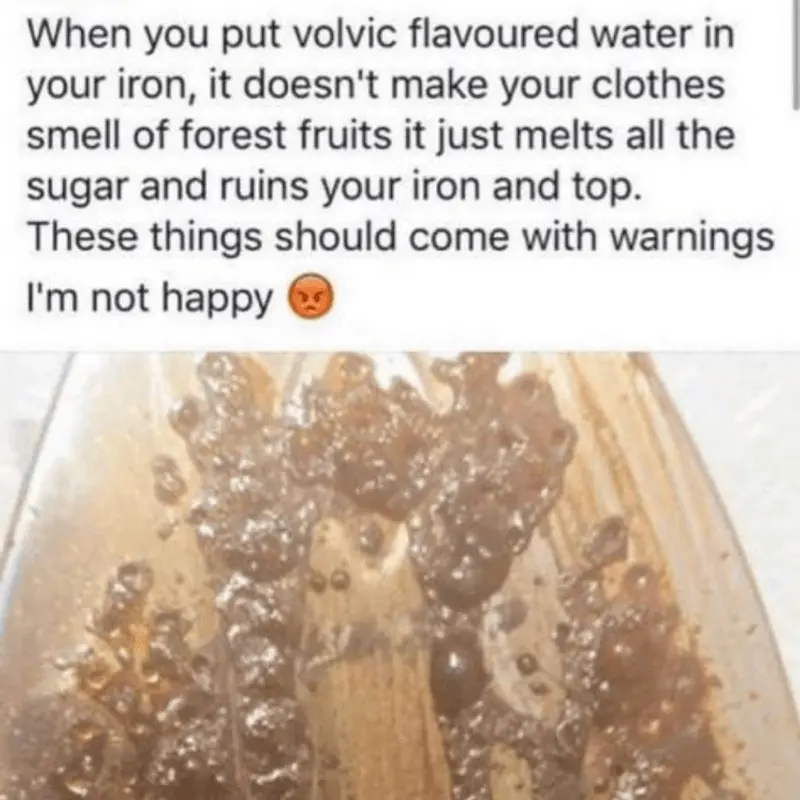 When you put volvic flavoured water in
your iron, it doesn't make your clothes
smell of forest fruits it just melts all the
sugar and ruins your iron and top.
These things should come with warnings
I'm not happy 😡